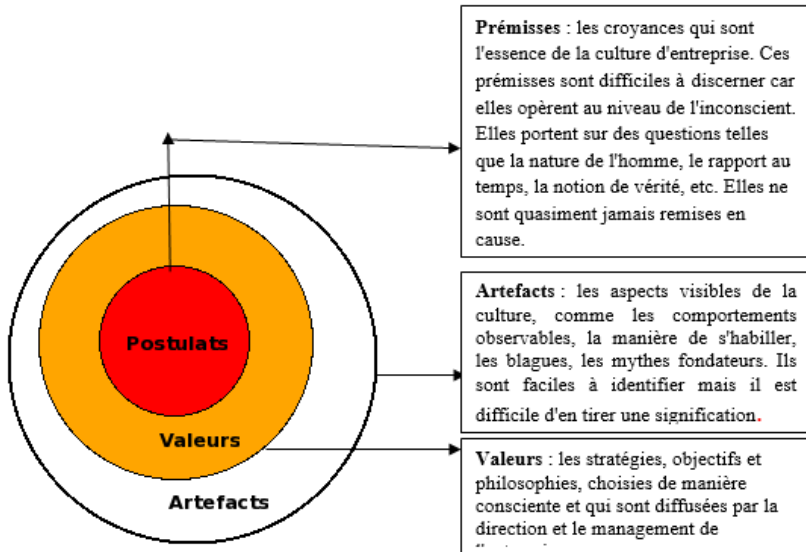 Prémisses : les croyances qui sont
l'essence de la culture d'entreprise. Ces
prémisses sont difficiles à discerner car
elles opèrent au niveau de l'inconscient.
Elles portent sur des questions telles
que la nature de l'homme, le rapport au
temps, la notion de vérité, etc. Elles ne
sont quasiment jamais remises en
cause.
Artefacts : les aspects visibles de la
culture, comme les comportements
observables, la manière de s'habiller,
les blagues, les mythes fondateurs. Ils
sont faciles à identifier mais il est
difficile d'en tirer une signification.
Valeurs : les stratégies, objectifs et
philosophies, choisies de manière
consciente et qui sont diffusées par la
direction et le management de
Postulats
Valeurs
Artefacts